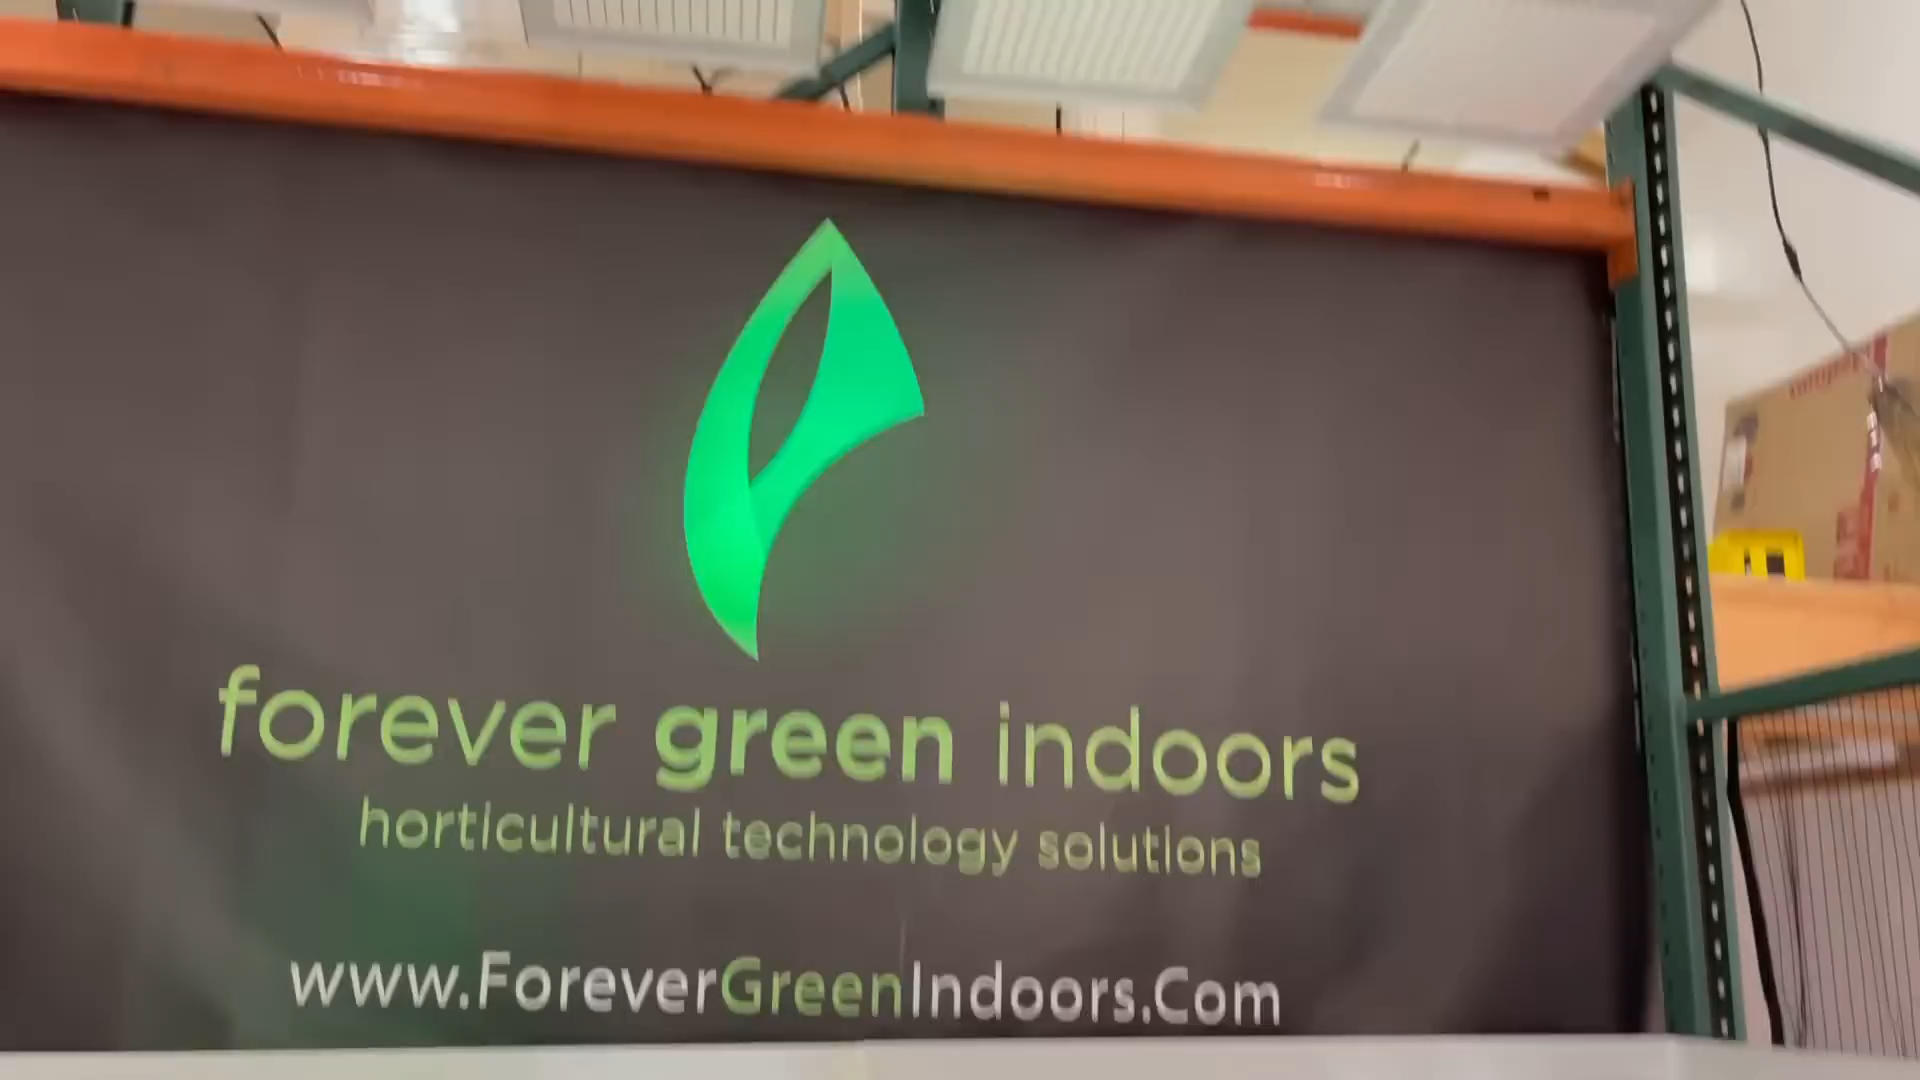 forever green indoors
horticultural technology solutions
www.ForeverGreenIndoors.Com